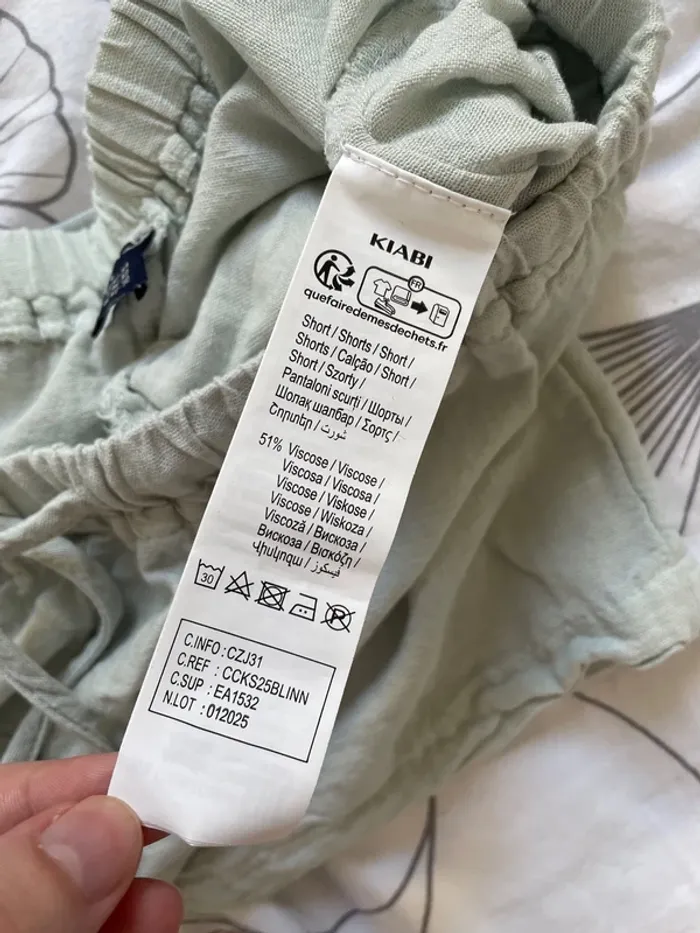 KIABI
FR
quefairedemesdechets.fr
Short / Shorts / Short /
Shorts / Calção / Short /
Short / Szorty /
Pantaloni scurți / Шорты /
Шопақ шалбар / Σορτς /
Շորտեր / شورت /
51% Viscose / Viscose /
Viscosa / Viscosa /
Viscose / Viskose /
Viscose / Wiskoza /
Viscoză / Вискоза /
Вискоза / Βισκόζη /
Վիսկոզա / فيسكوز /
30
P
C.INFO : CZJ31
C.REF : CCKS25BLINN
C.SUP : EA1532
N.LOT : 012025